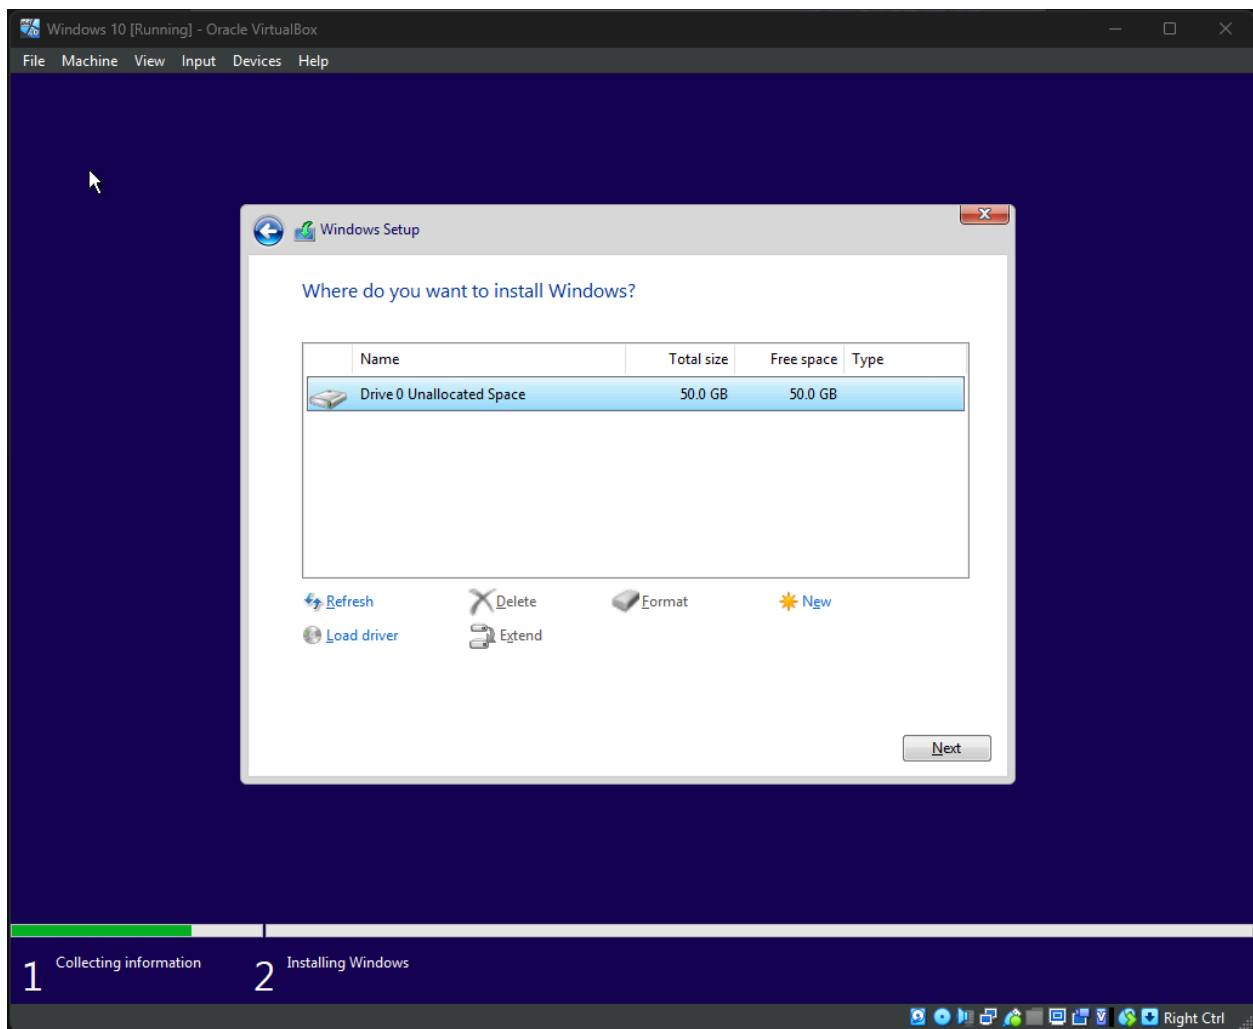 Windows 10 [Running] - Oracle VirtualBox
File Machine View Input Devices Help
Windows Setup
Where do you want to install Windows?
Name Total size Free space Type
Drive 0 Unallocated Space 50.0 GB 50.0 GB
Refresh Delete Format New
Load driver Extend
Next
1 Collecting information 2 Installing Windows
Right Ctrl